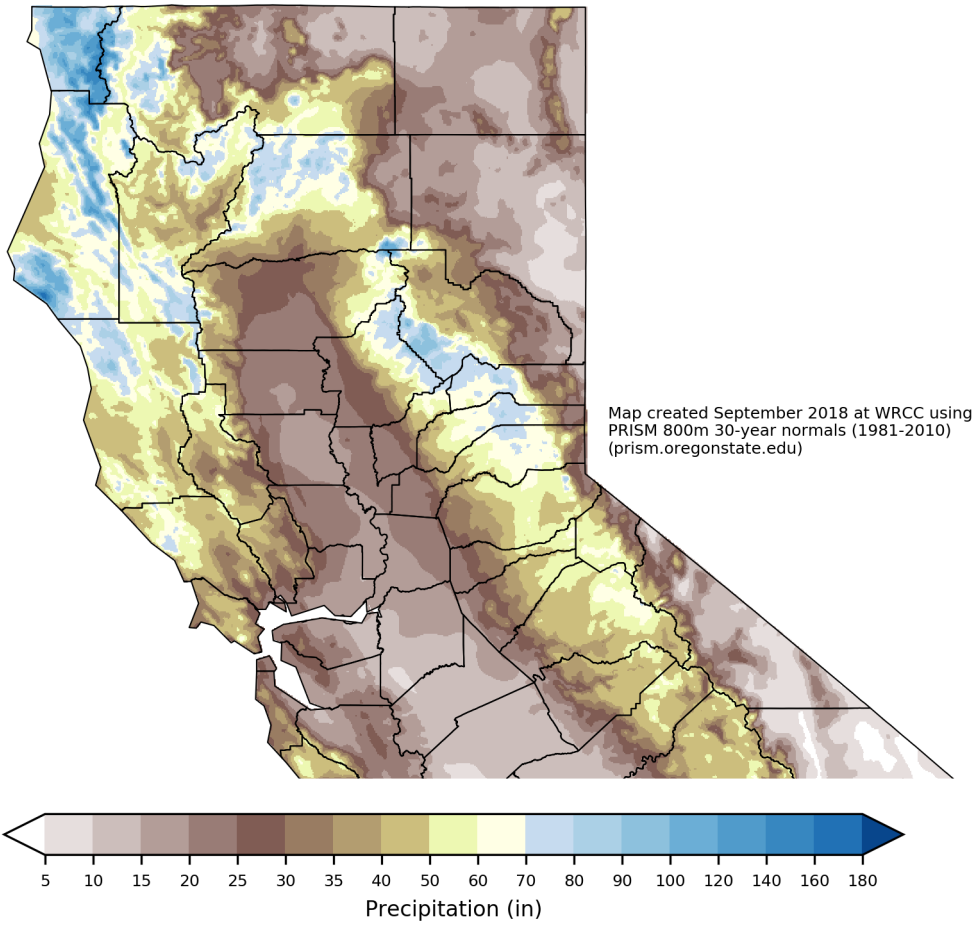 Map created September 2018 at WRCC using
PRISM 800m 30-year normals (1981-2010)
(prism.oregonstate.edu)
5 10 15 20 25 30 35 40 50 60 70 80 90 100 120 140 160 180
Precipitation (in)